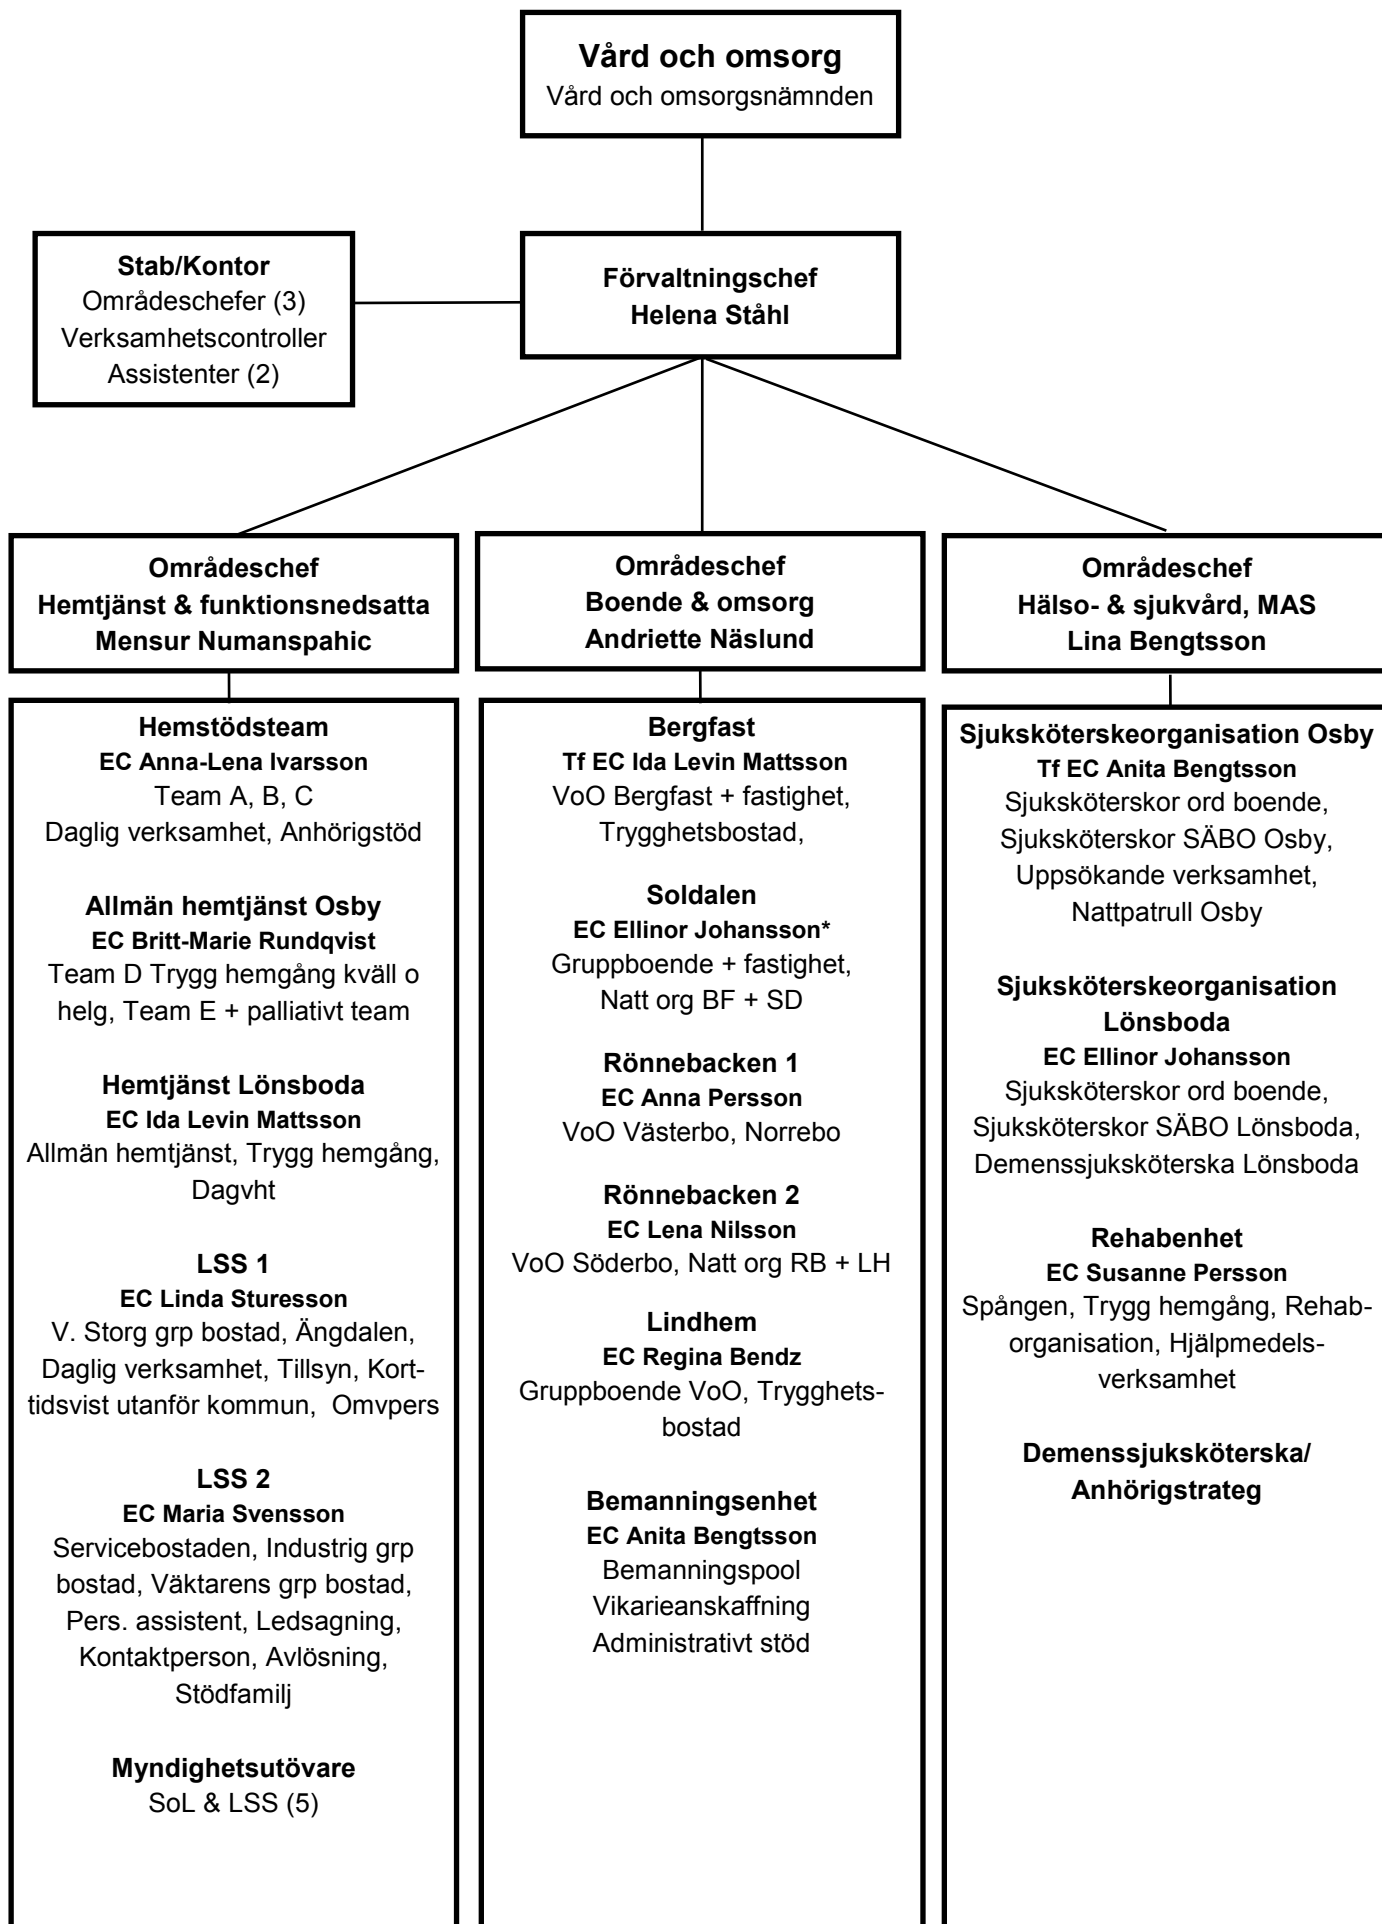 Vård och omsorg
Vård och omsorgsnämnden
Stab/Kontor
Områdeschefer (3)
Verksamhetscontroller
Assistenter (2)
Förvaltningschef
Helena Ståhl
Områdeschef
Hemtjänst & funktionsnedsatta
Mensur Numanspahic
Områdeschef
Boende & omsorg
Andriette Näslund
Områdeschef
Hälso- & sjukvård, MAS
Lina Bengtsson
Hemstödsteam
EC Anna-Lena Ivarsson
Team A, B, C
Daglig verksamhet, Anhörigstöd
Allmän hemtjänst Osby
EC Britt-Marie Rundqvist
Team D Trygg hemgång kväll o
helg, Team E + palliativt team
Hemtjänst Lönsboda
EC Ida Levin Mattsson
Allmän hemtjänst, Trygg hemgång,
Dagvht
LSS 1
EC Linda Sturesson
V. Storg grp bostad, Ängdalen,
Daglig verksamhet, Tillsyn, Kort-
tidsvist utanför kommun,  Omvpers
LSS 2
EC Maria Svensson
Servicebostaden, Industrig grp
bostad, Väktarens grp bostad,
Pers. assistent, Ledsagning,
Kontaktperson, Avlösning,
Stödfamilj
Myndighetsutövare
SoL & LSS (5)
Bergfast
Tf EC Ida Levin Mattsson
VoO Bergfast + fastighet,
Trygghetsbostad,
Soldalen
EC Ellinor Johansson*
Gruppboende + fastighet,
Natt org BF + SD
Rönnebacken 1
EC Anna Persson
VoO Västerbo, Norrebo
Rönnebacken 2
EC Lena Nilsson
VoO Söderbo, Natt org RB + LH
Lindhem
EC Regina Bendz
Gruppboende VoO, Trygghets-
bostad
Bemanningsenhet
EC Anita Bengtsson
Bemanningspool
Vikarieanskaffning
Administrativt stöd
Sjuksköterskeorganisation Osby
Tf EC Anita Bengtsson
Sjuksköterskor ord boende,
Sjuksköterskor SÄBO Osby,
Uppsökande verksamhet,
Nattpatrull Osby
Sjuksköterskeorganisation
Lönsboda
EC Ellinor Johansson
Sjuksköterskor ord boende,
Sjuksköterskor SÄBO Lönsboda,
Demenssjuksköterska Lönsboda
Rehabenhet
EC Susanne Persson
Spången, Trygg hemgång, Rehab-
organisation, Hjälpmedels-
verksamhet
Demenssjuksköterska/
Anhörigstrateg